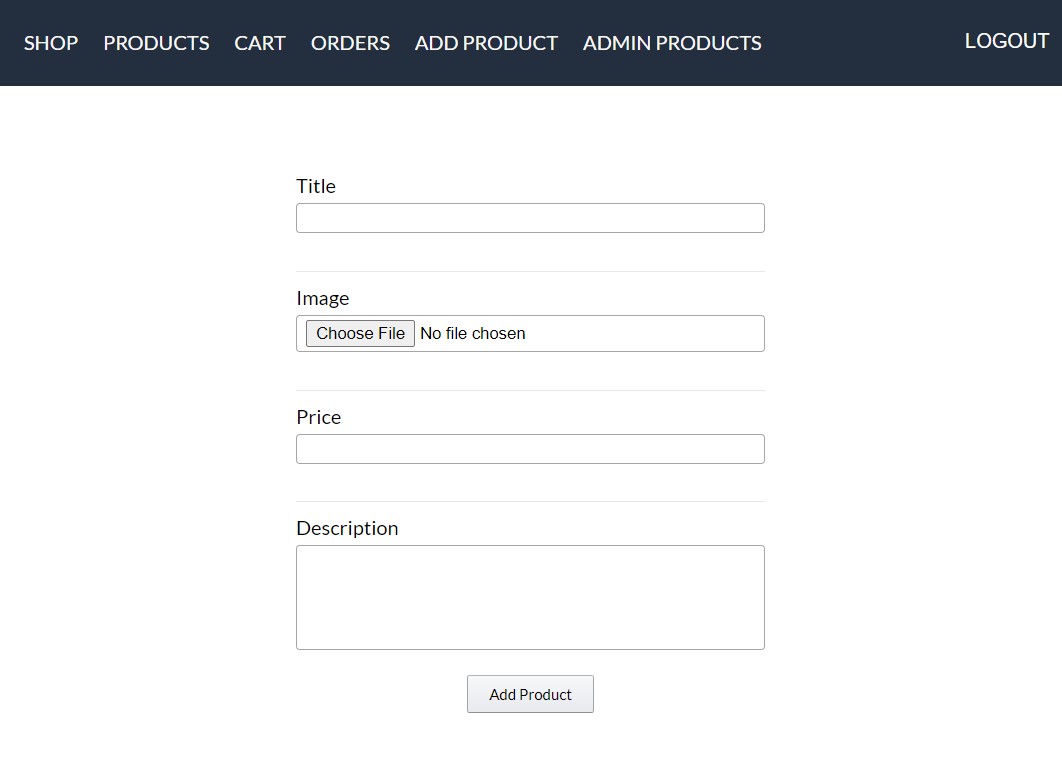 SHOP PRODUCTS CART ORDERS ADD PRODUCT ADMIN PRODUCTS LOGOUT
Title
Image
Choose File No file chosen
Price
Description
Add Product